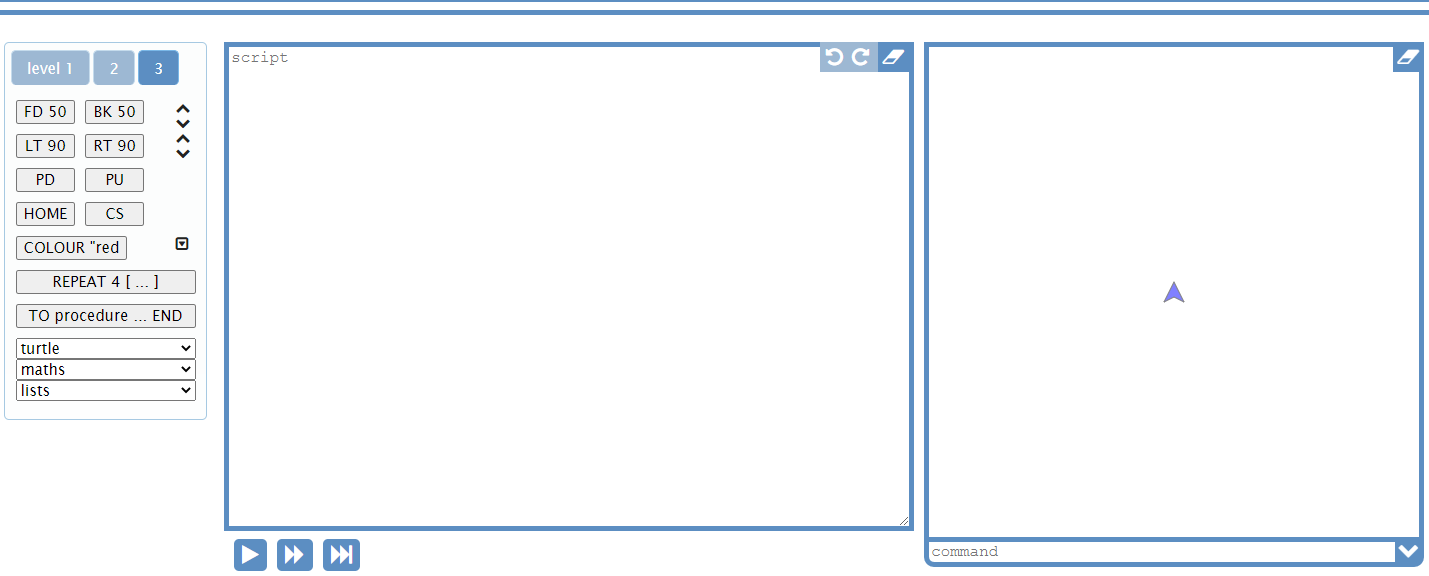 level 1 2 3
FD 50 BK 50
LT 90 RT 90
PD PU
HOME CS
COLOUR "red
REPEAT 4 [ ... ]
TO procedure ... END
turtle
maths
lists
script
command